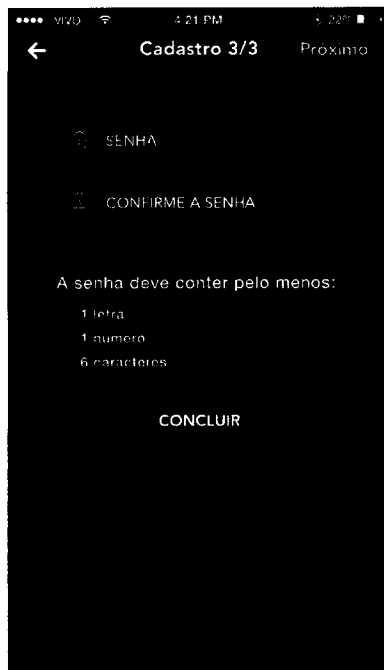 VIVO 4:21 PM 22%
Cadastro 3/3 Próximo
SENHA
CONFIRME A SENHA
A senha deve conter pelo menos:
1 letra
1 numero
6 caracteres
CONCLUIR